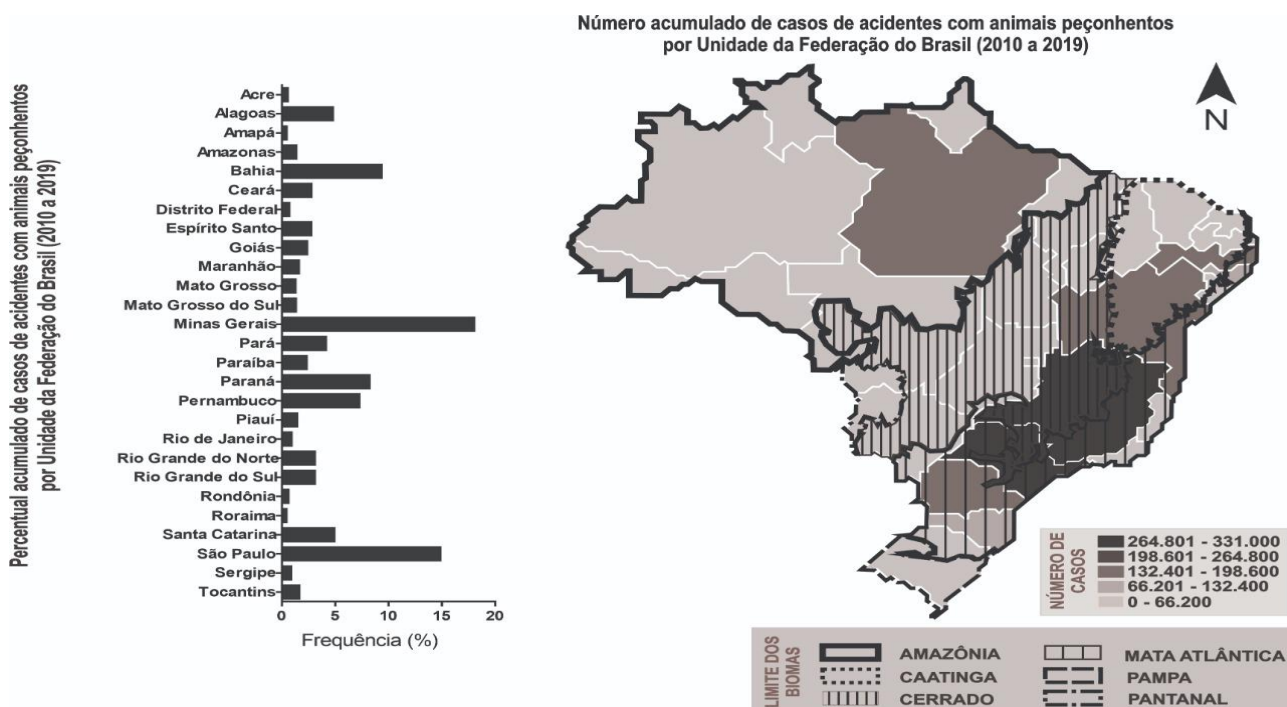 Percentual acumulado de casos de acidentes com animais peçonhentos
por Unidade da Federação do Brasil (2010 a 2019)
Acre
Alagoas
Amapá
Amazonas
Bahia
Ceará
Distrito Federal
Espírito Santo
Goiás
Maranhão
Mato Grosso
Mato Grosso do Sul
Minas Gerais
Pará
Paraíba
Paraná
Pernambuco
Piauí
Rio de Janeiro
Rio Grande do Norte
Rio Grande do Sul
Rondônia
Roraima
Santa Catarina
São Paulo
Sergipe
Tocantins
0 5 10 15 20
Frequência (%)
Número acumulado de casos de acidentes com animais peçonhentos
por Unidade da Federação do Brasil (2010 a 2019)
N
NÚMERO DE
CASOS
264.801 - 331.000
198.601 - 264.800
132.401 - 198.600
66.201 - 132.400
0 - 66.200
LIMITE DOS
BIOMAS
AMAZÔNIA
CAATINGA
CERRADO
MATA ATLÂNTICA
PAMPA
PANTANAL